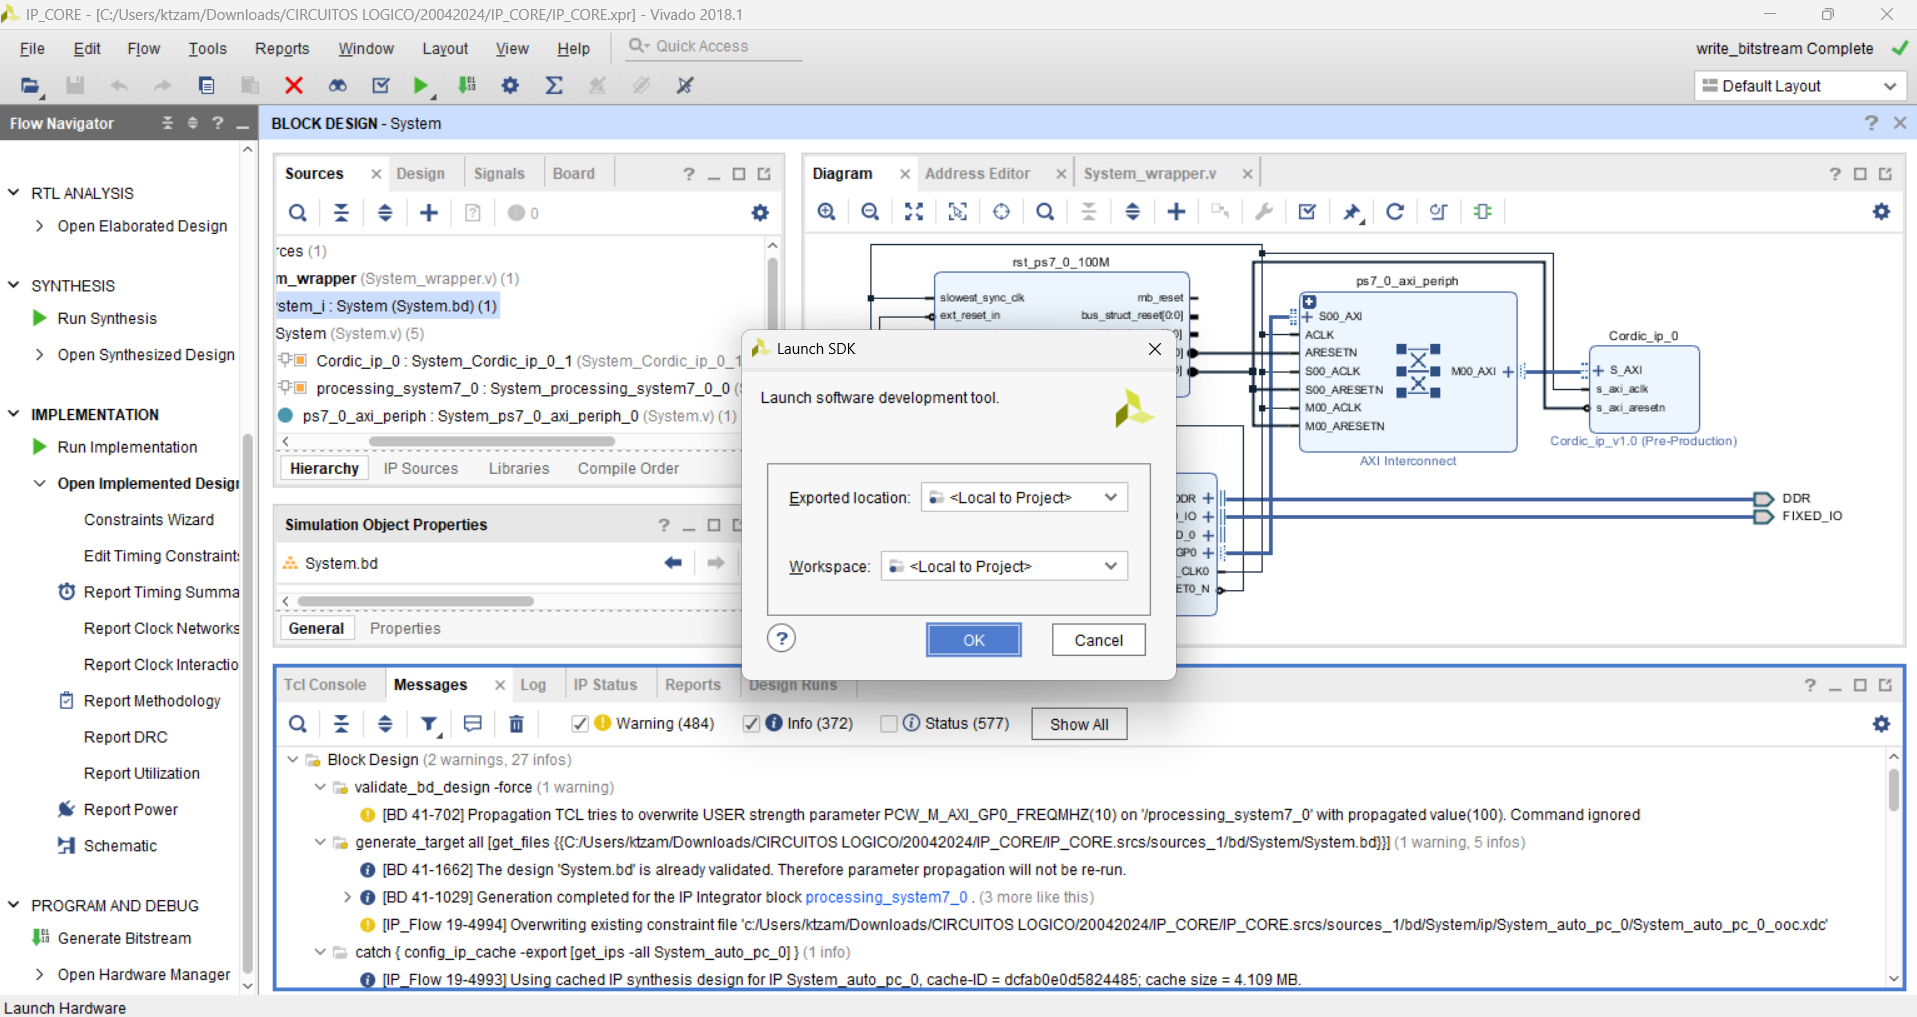 IP_CORE - [C:/Users/ktzam/Downloads/CIRCUITOS LOGICO/20042024/IP_CORE/IP_CORE.xpr] - Vivado 2018.1
File Edit Flow Tools Reports Window Layout View Help Quick Access
write_bitstream Complete
Default Layout
Flow Navigator
BLOCK DESIGN - System
RTL ANALYSIS
Open Elaborated Design
SYNTHESIS
Run Synthesis
Open Synthesized Design
IMPLEMENTATION
Run Implementation
Open Implemented Desig
Constraints Wizard
Edit Timing Constraint
Report Timing Summa
Report Clock Networks
Report Clock Interactio
Report Methodology
Report DRC
Report Utilization
Report Power
Schematic
PROGRAM AND DEBUG
Generate Bitstream
Open Hardware Manager
Launch Hardware
Sources Design Signals Board
0
rces (1)
m_wrapper (System_wrapper.v) (1)
stem_i : System (System.bd) (1)
System (System.v) (5)
Cordic_ip_0 : System_Cordic_ip_0_1 (System_Cordic_ip_0_1
processing_system7_0 : System_processing_system7_0_0 (
ps7_0_axi_periph : System_ps7_0_axi_periph_0 (System.v) (1)
Hierarchy IP Sources Libraries Compile Order
Simulation Object Properties
System.bd
General Properties
Diagram Address Editor System_wrapper.v
rst_ps7_0_100M
slowest_sync_clk
ext_reset_in
mb_reset
bus_struct_reset[0:0]
ps7_0_axi_periph
S00_AXI
ACLK
ARESETN
S00_ACLK
S00_ARESETN
M00_ACLK
M00_ARESETN
M00_AXI
AXI Interconnect
Cordic_ip_0
S_AXI
s_axi_aclk
s_axi_aresetn
Cordic_ip_v1.0 (Pre-Production)
DDR
_IO
D_0
GP0
_CLK0
ET0_N
DDR
FIXED_IO
Launch SDK
Launch software development tool.
Exported location: <Local to Project>
Workspace: <Local to Project>
? OK Cancel
Tcl Console Messages Log IP Status Reports Design Runs
Warning (484) Info (372) Status (577) Show All
Block Design (2 warnings, 27 infos)
validate_bd_design -force (1 warning)
[BD 41-702] Propagation TCL tries to overwrite USER strength parameter PCW_M_AXI_GP0_FREQMHZ(10) on '/processing_system7_0' with propagated value(100). Command ignored
generate_target all [get_files {{C:/Users/ktzam/Downloads/CIRCUITOS LOGICO/20042024/IP_CORE/IP_CORE.srcs/sources_1/bd/System/System.bd}}] (1 warning, 5 infos)
[BD 41-1662] The design 'System.bd' is already validated. Therefore parameter propagation will not be re-run.
[BD 41-1029] Generation completed for the IP Integrator block processing_system7_0 . (3 more like this)
[IP_Flow 19-4994] Overwriting existing constraint file 'c:/Users/ktzam/Downloads/CIRCUITOS LOGICO/20042024/IP_CORE/IP_CORE.srcs/sources_1/bd/System/ip/System_auto_pc_0/System_auto_pc_0_ooc.xdc'
catch { config_ip_cache -export [get_ips -all System_auto_pc_0] } (1 info)
[IP_Flow 19-4993] Using cached IP synthesis design for IP System_auto_pc_0, cache-ID = dcfab0e0d5824485; cache size = 4.109 MB.